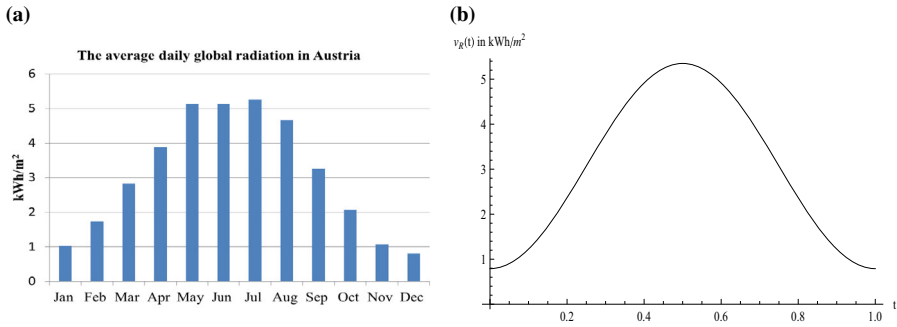 (a)
The average daily global radiation in Austria
kWh/m²
6
5
4
3
2
1
0
Jan Feb Mar Apr May Jun Jul Aug Sep Oct Nov Dec
(b)
v_R(t) in kWh/m²
5
4
3
2
1
0.2 0.4 0.6 0.8 1.0 t